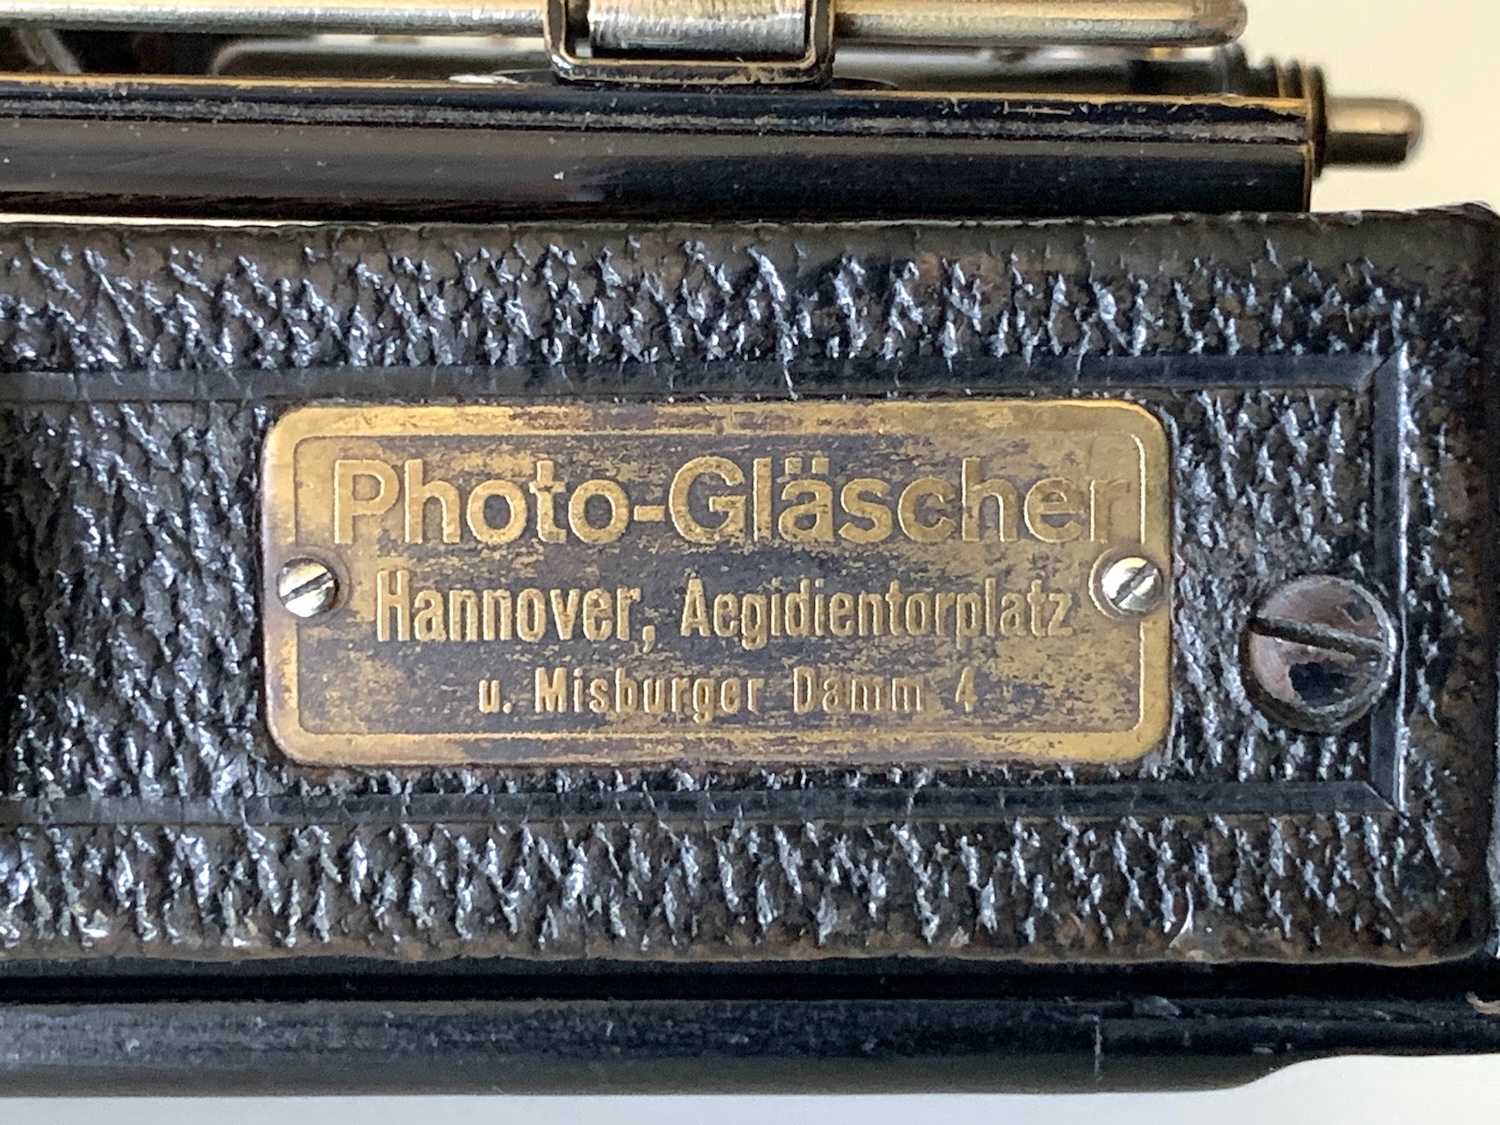 Photo-Gläscher
Hannover, Aegidientorplatz
u. Misburger Damm 4